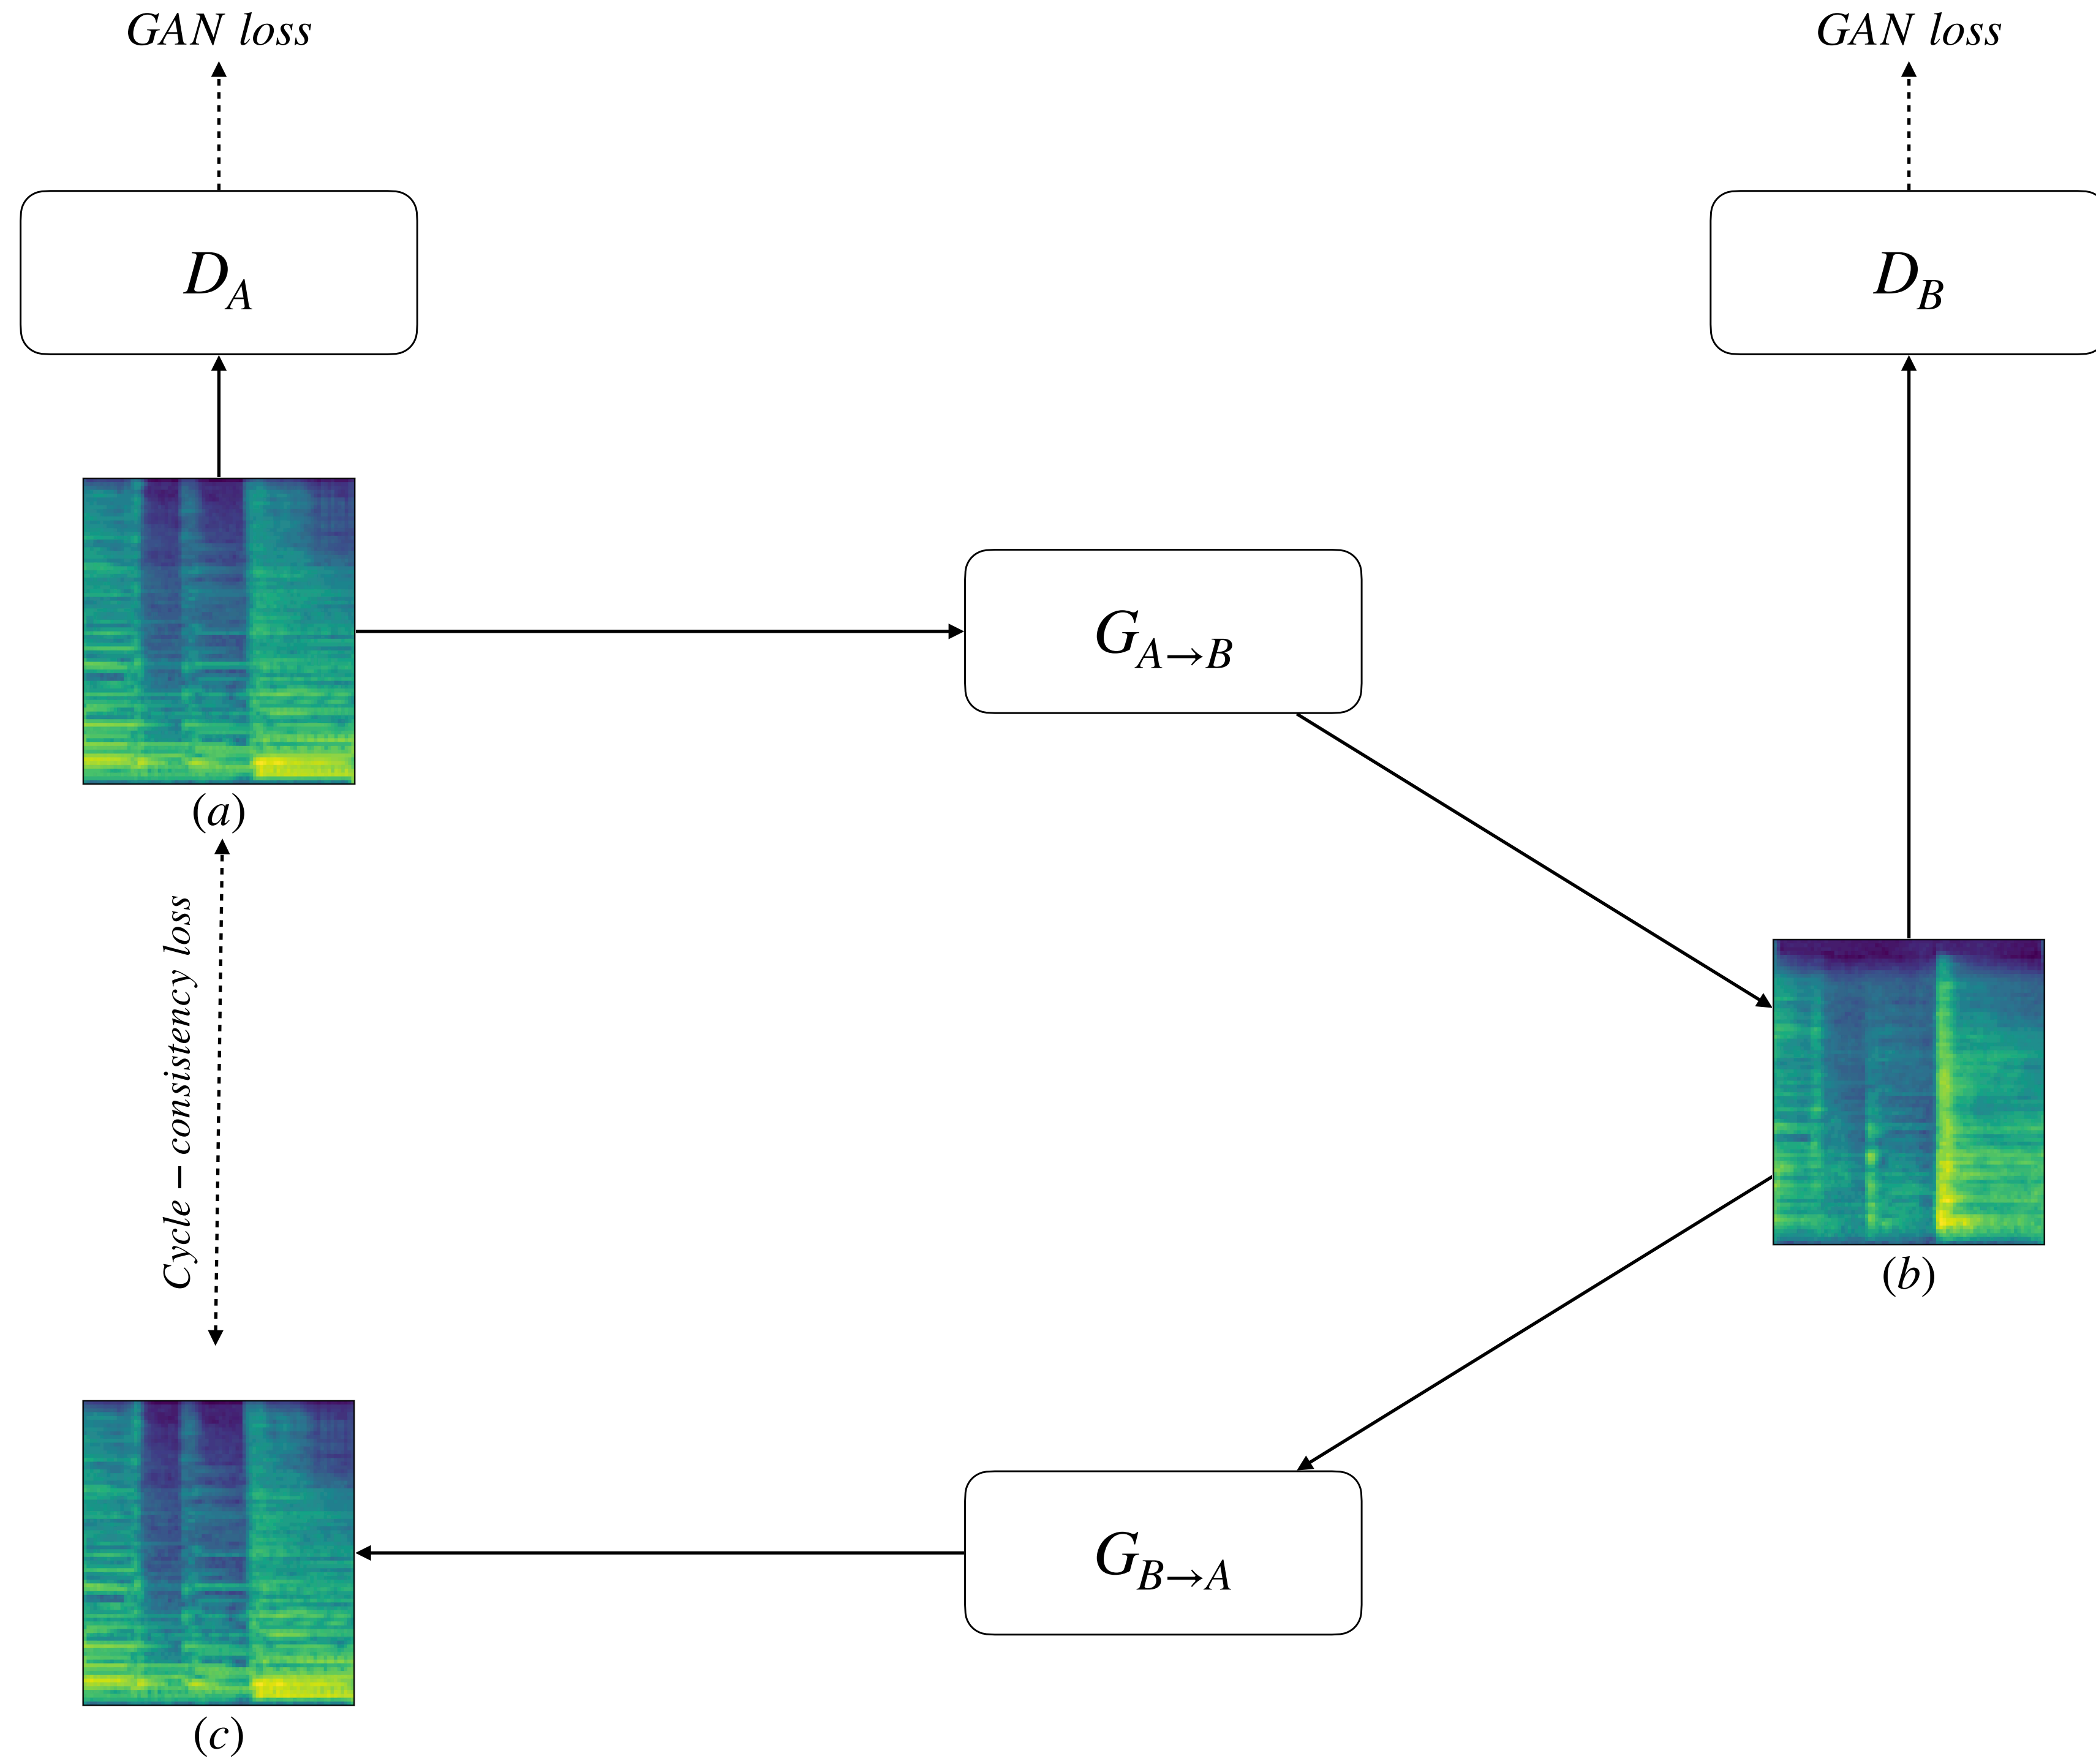 GAN loss
GAN loss
D_A
D_B
G_{A→B}
(a)
Cycle – consistency loss
(b)
G_{B→A}
(c)